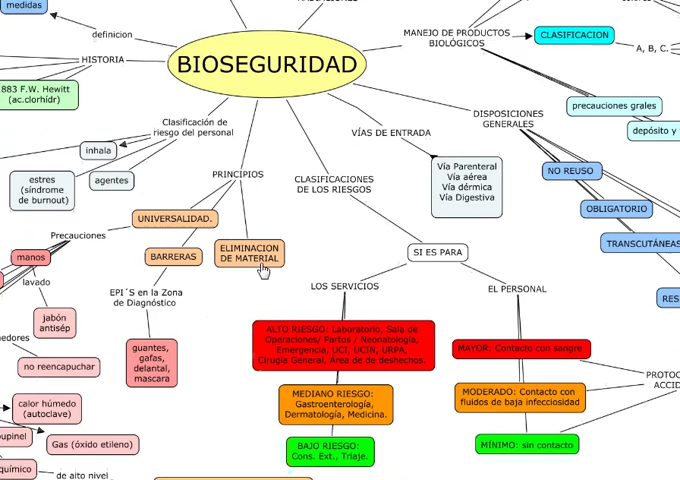 medidas
definicion
HISTORIA
883 F.W. Hewitt
(ac.clorhídr)
BIOSEGURIDAD
MANEJO DE PRODUCTOS
BIOLÓGICOS
CLASIFICACION
A, B, C.
precauciones grales
depósito y
DISPOSICIONES
GENERALES
NO REUSO
OBLIGATORIO
TRANSCUTÁNEAS
RES
Clasificación de
riesgo del personal
inhala
estres
(síndrome
de burnout)
agentes
VÍAS DE ENTRADA
Vía Parenteral
Vía aérea
Vía dérmica
Vía Digestiva
PRINCIPIOS
UNIVERSALIDAD.
BARRERAS
ELIMINACION
DE MATERIAL
EPI´S en la Zona
de Diagnóstico
guantes,
gafas,
delantal,
mascara
Precauciones
manos
lavado
jabón
antisép
nedores
no reencapuchar
calor húmedo
(autoclave)
oupinel
Gas (óxido etileno)
químico
de alto nivel
CLASIFICACIONES
DE LOS RIESGOS
SI ES PARA
LOS SERVICIOS
ALTO RIESGO: Laboratorio, Sala de
Operaciones/ Partos / Neonatología,
Emergencia, UCI, UCIN, URPA,
Cirugía General, Área de de deshechos.
MEDIANO RIESGO:
Gastroenterología,
Dermatología, Medicina.
BAJO RIESGO:
Cons. Ext., Triaje.
EL PERSONAL
MAYOR: Contacto con sangre
MODERADO: Contacto con
fluidos de baja infecciosidad
MÍNIMO: sin contacto
PROTOC
ACCID